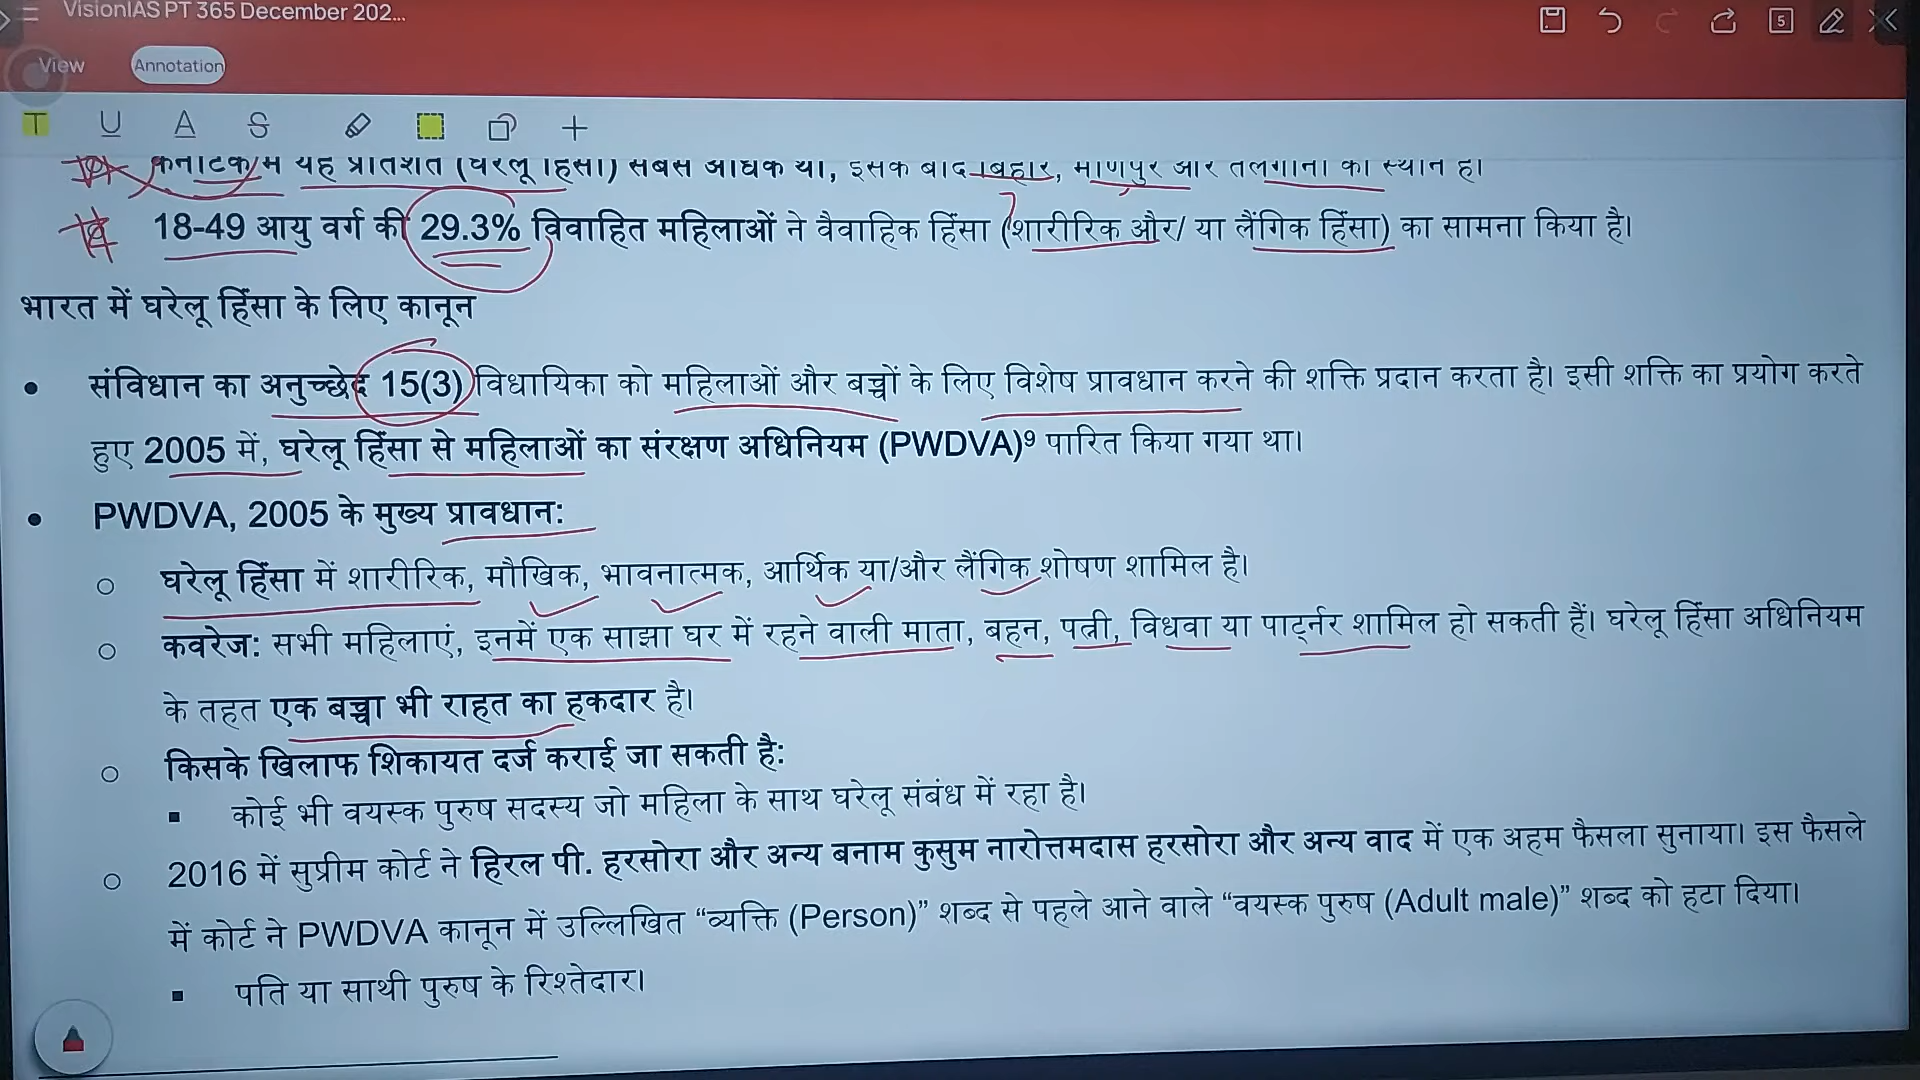 VisionIAS PT 365 December 202...
5
View
Annotation
T U A S
कर्नाटक में यह प्रतिशत (घरेलू हिंसा) सबसे अधिक था, इसके बाद बिहार, मणिपुर और तेलंगाना का स्थान है।
18-49 आयु वर्ग की 29.3% विवाहित महिलाओं ने वैवाहिक हिंसा (शारीरिक और/ या लैंगिक हिंसा) का सामना किया है।
भारत में घरेलू हिंसा के लिए कानून
• संविधान का अनुच्छेद 15(3) विधायिका को महिलाओं और बच्चों के लिए विशेष प्रावधान करने की शक्ति प्रदान करता है। इसी शक्ति का प्रयोग करते
हुए 2005 में, घरेलू हिंसा से महिलाओं का संरक्षण अधिनियम (PWDVA)⁹ पारित किया गया था।
• PWDVA, 2005 के मुख्य प्रावधान:
○ घरेलू हिंसा में शारीरिक, मौखिक, भावनात्मक, आर्थिक या/और लैंगिक शोषण शामिल है।
○ कवरेज: सभी महिलाएं, इनमें एक साझा घर में रहने वाली माता, बहन, पत्नी, विधवा या पार्ट्नर शामिल हो सकती हैं। घरेलू हिंसा अधिनियम
के तहत एक बच्चा भी राहत का हकदार है।
○ किसके खिलाफ शिकायत दर्ज कराई जा सकती है:
▪ कोई भी वयस्क पुरुष सदस्य जो महिला के साथ घरेलू संबंध में रहा है।
○ 2016 में सुप्रीम कोर्ट ने हिरल पी. हरसोरा और अन्य बनाम कुसुम नारोत्तमदास हरसोरा और अन्य वाद में एक अहम फैसला सुनाया। इस फैसले
में कोर्ट ने PWDVA कानून में उल्लिखित “व्यक्ति (Person)” शब्द से पहले आने वाले “वयस्क पुरुष (Adult male)” शब्द को हटा दिया।
▪ पति या साथी पुरुष के रिश्तेदार।